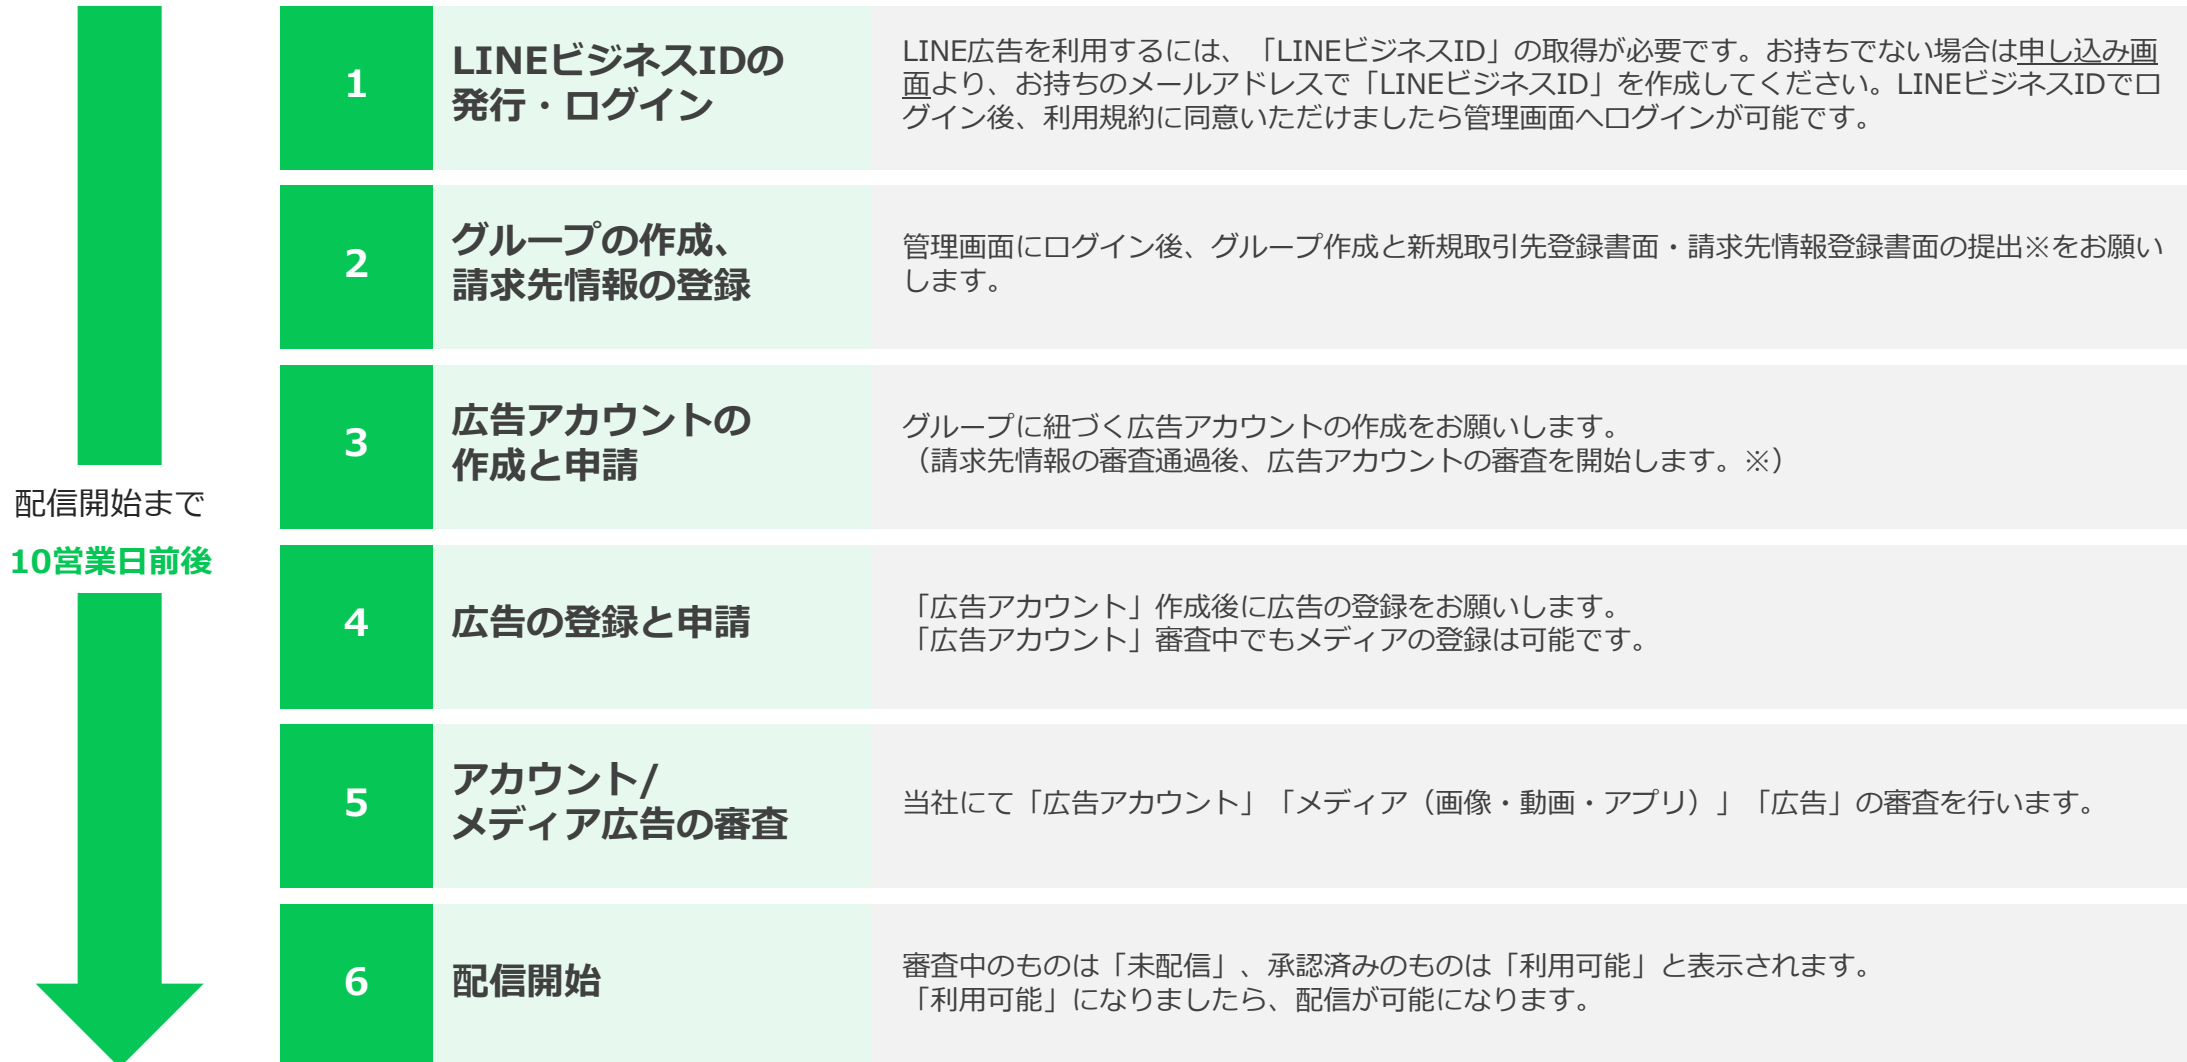 配信開始まで
10営業日前後
1
LINEビジネスIDの
発行・ログイン
LINE広告を利用するには、「LINEビジネスID」の取得が必要です。お持ちでない場合は申し込み画
面より、お持ちのメールアドレスで「LINEビジネスID」を作成してください。LINEビジネスIDでロ
グイン後、利用規約に同意いただけましたら管理画面へログインが可能です。
2
グループの作成、
請求先情報の登録
管理画面にログイン後、グループ作成と新規取引先登録書面・請求先情報登録書面の提出※をお願い
します。
3
広告アカウントの
作成と申請
グループに紐づく広告アカウントの作成をお願いします。
（請求先情報の審査通過後、広告アカウントの審査を開始します。※）
4
広告の登録と申請
「広告アカウント」作成後に広告の登録をお願いします。
「広告アカウント」審査中でもメディアの登録は可能です。
5
アカウント/
メディア広告の審査
当社にて「広告アカウント」「メディア（画像・動画・アプリ）」「広告」の審査を行います。
6
配信開始
審査中のものは「未配信」、承認済みのものは「利用可能」と表示されます。
「利用可能」になりましたら、配信が可能になります。